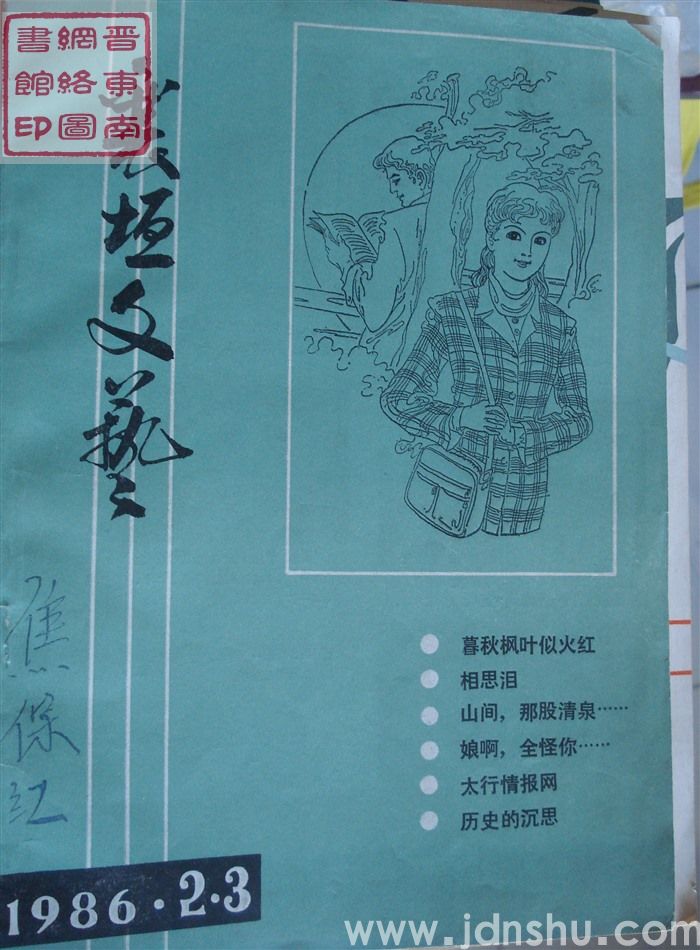 晋東南
網絡圖
書館印
襄垣文藝
暮秋枫叶似火红
相思泪
山间，那股清泉……
娘啊，全怪你……
太行情报网
历史的沉思
焦保江
1986·2·3
www.jdnshu.com